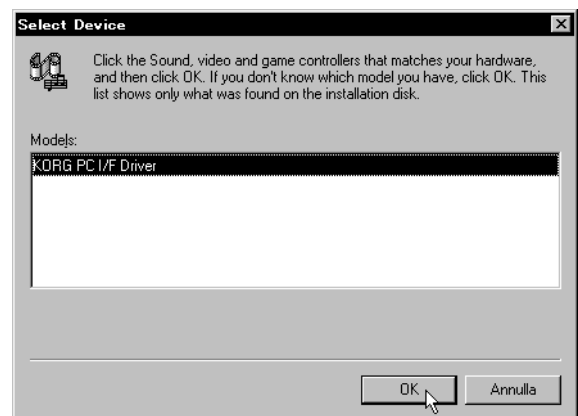 Select Device
Click the Sound, video and game controllers that matches your hardware,
and then click OK. If you don't know which model you have, click OK. This
list shows only what was found on the installation disk.
Models:
KORG PC I/F Driver
OK
Annulla